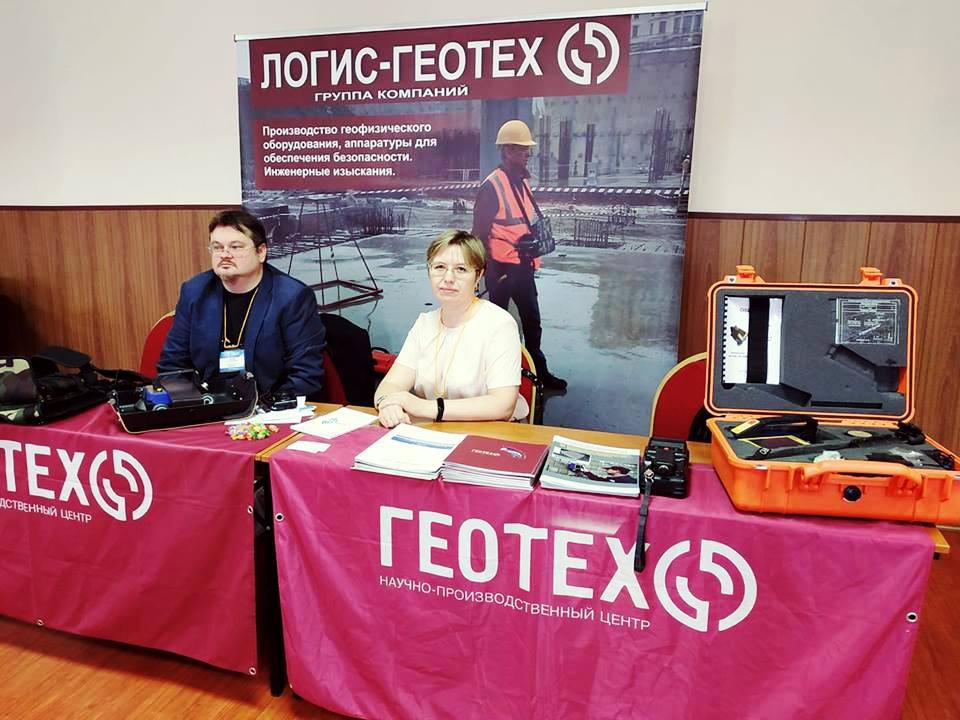 ЛОГИС-ГЕОТЕХ
ГРУППА КОМПАНИЙ
Производство геофизического
оборудования, аппаратуры для
обеспечения безопасности.
Инженерные изыскания.
ТЕХ
ДСТВЕННЫЙ ЦЕНТР
ГЕОТЕХ
ГЕОТЕХ
НАУЧНО-ПРОИЗВОДСТВЕННЫЙ ЦЕНТР